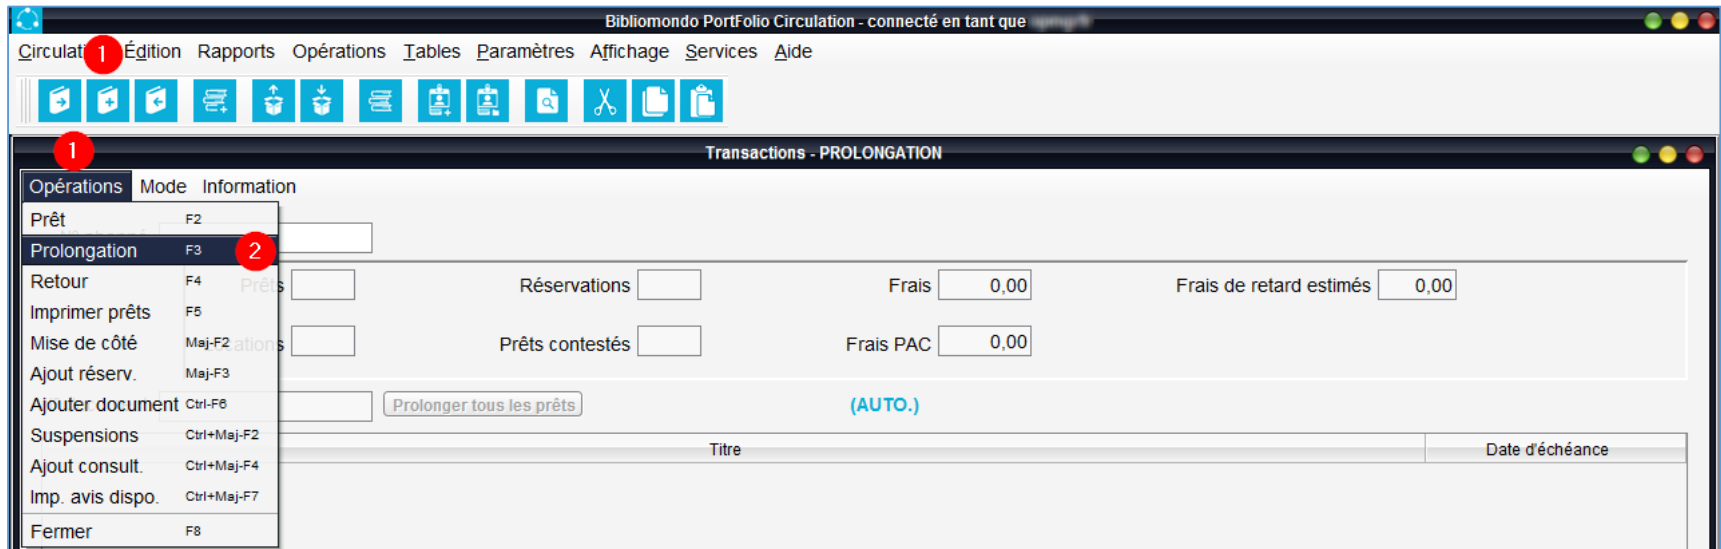 Bibliomondo PortFolio Circulation - connecté en tant que
Circulati 1 Édition Rapports Opérations Tables Paramètres Affichage Services Aide
1
Transactions - PROLONGATION
Opérations Mode Information
Prêt F2
Prolongation F3 2
Retour F4 Prêts Réservations Frais 0,00 Frais de retard estimés 0,00
Imprimer prêts F5
Mise de côté Maj-F2 Prêts contestés Frais PAC 0,00
Ajout réserv. Maj-F3
Ajouter document Ctrl-F6 Prolonger tous les prêts (AUTO.)
Suspensions Ctrl+Maj-F2
Titre Date d'échéance
Ajout consult. Ctrl+Maj-F4
Imp. avis dispo. Ctrl+Maj-F7
Fermer F8